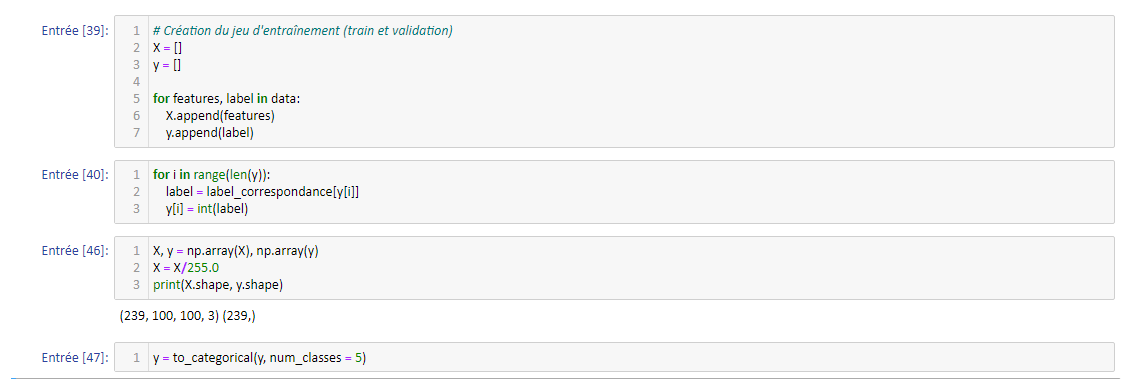 Entrée [39]:
1 # Création du jeu d'entraînement (train et validation)
2 X = []
3 y = []
4
5 for features, label in data:
6 X.append(features)
7 y.append(label)
Entrée [40]:
1 for i in range(len(y)):
2 label = label_correspondance[y[i]]
3 y[i] = int(label)
Entrée [46]:
1 X, y = np.array(X), np.array(y)
2 X = X/255.0
3 print(X.shape, y.shape)
(239, 100, 100, 3) (239,)
Entrée [47]:
1 y = to_categorical(y, num_classes = 5)